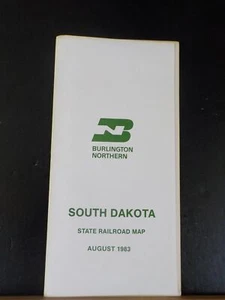 BURLINGTON
NORTHERN
SOUTH DAKOTA
STATE RAILROAD MAP
AUGUST 1983